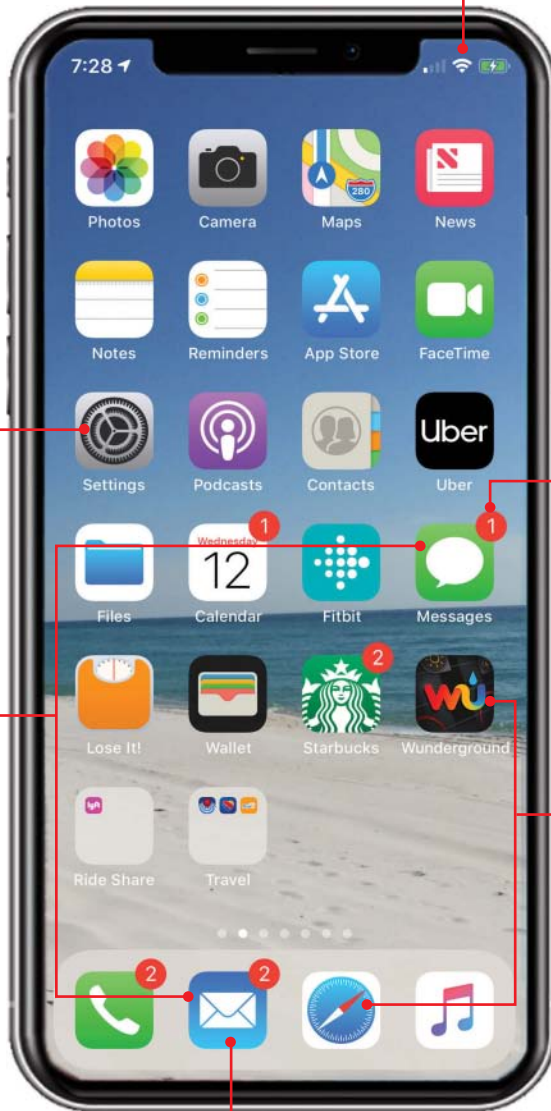 7:28
280
Photos Camera Maps News
Notes Reminders App Store FaceTime
Uber
Settings Podcasts Contacts Uber
1 1
Wednesday
12
Files Calendar Fitbit Messages
2
wu
Lose It! Wallet Starbucks Wunderground
lyft
Ride Share Travel
2 2